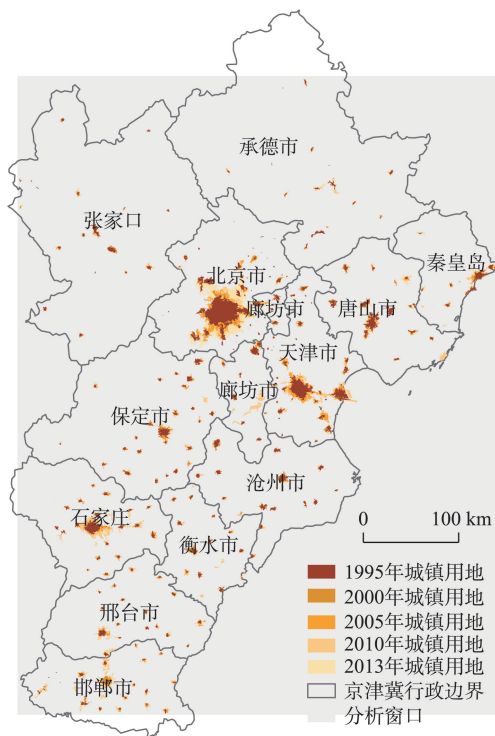 承德市
张家口
秦皇岛
北京市
廊坊市
唐山市
天津市
廊坊市
保定市
沧州市
石家庄
衡水市
0 100 km
邢台市
邯郸市
1995年城镇用地
2000年城镇用地
2005年城镇用地
2010年城镇用地
2013年城镇用地
京津冀行政边界
分析窗口